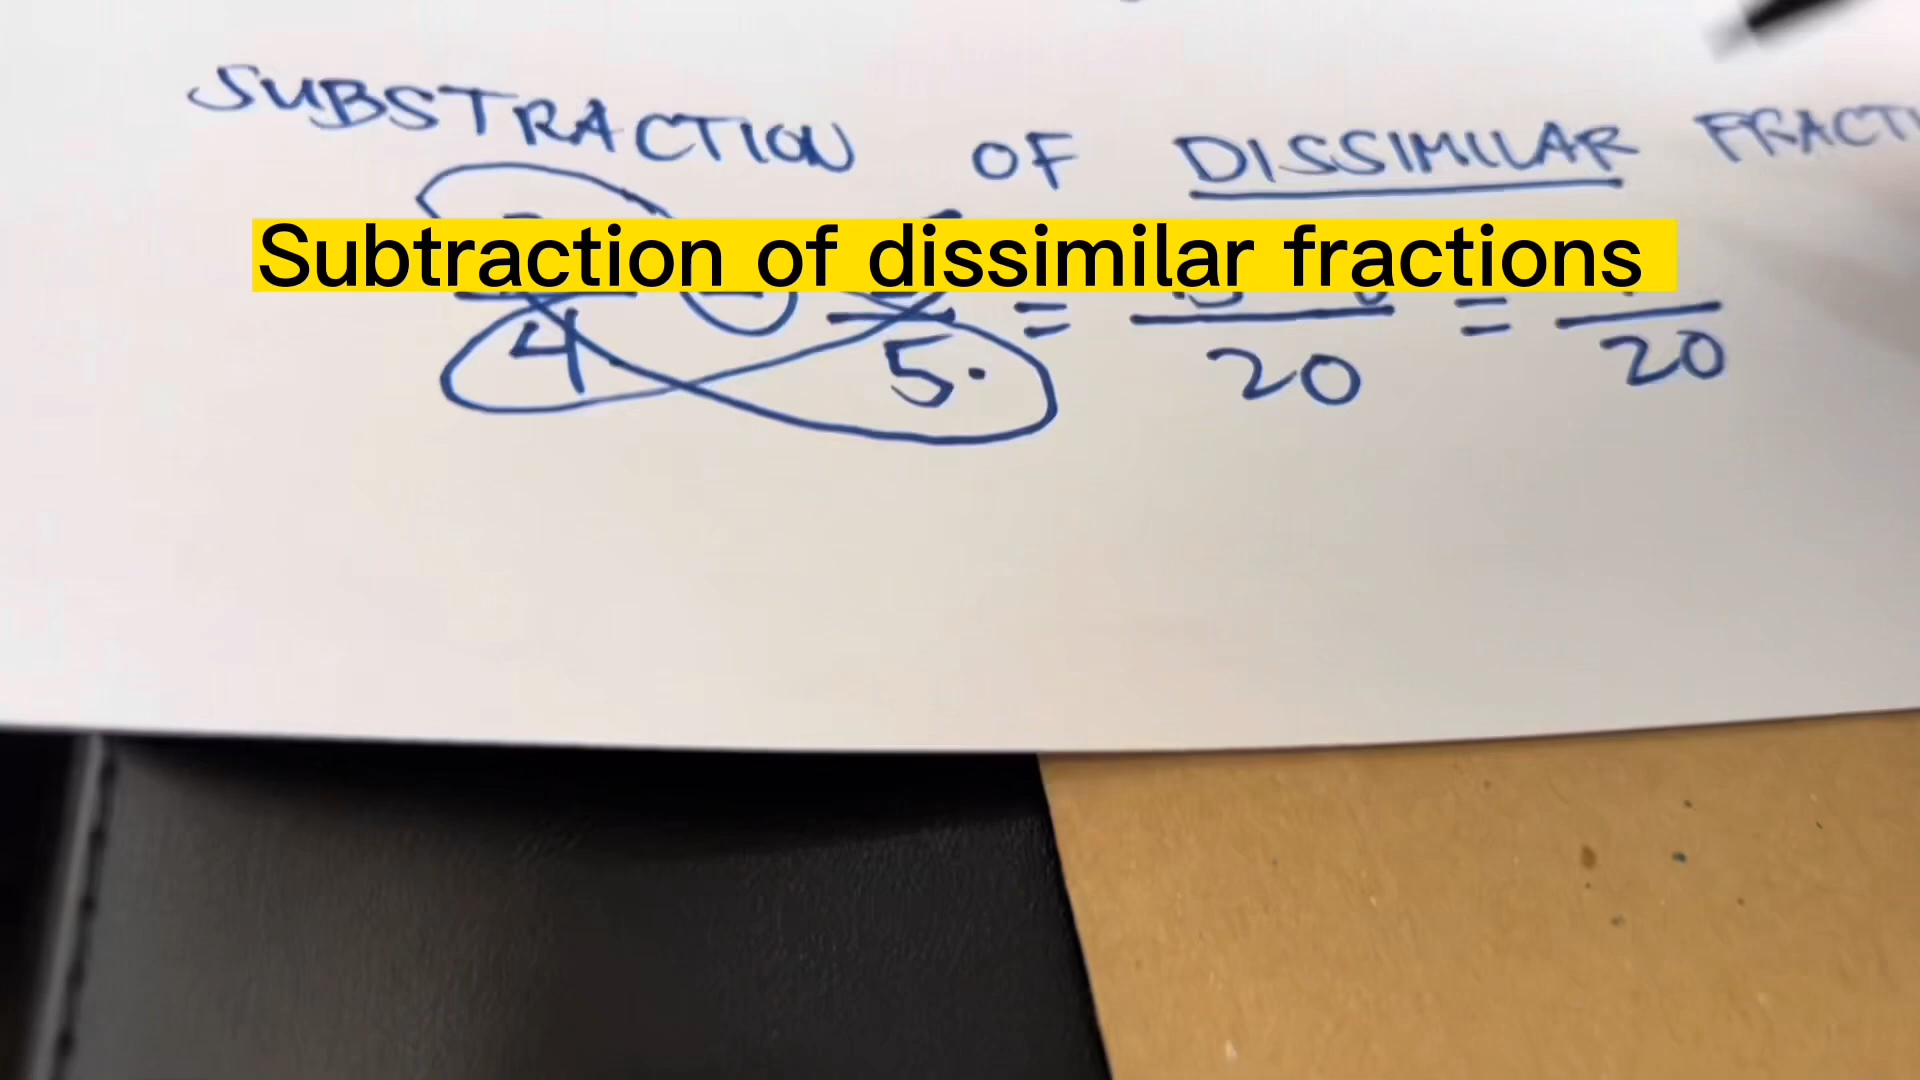 SUBSTRACTION OF DISSIMILAR FRACTI
Subtraction of dissimilar fractions
4 5. = 20 = 20